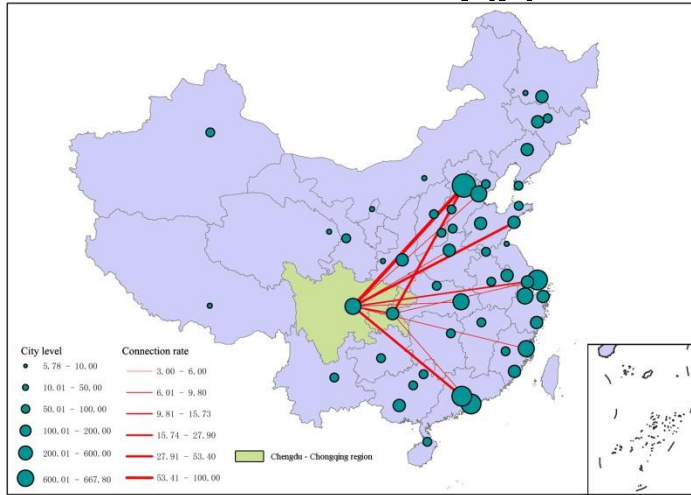 City level
5.78 - 10.00
10.01 - 50.00
50.01 - 100.00
100.01 - 200.00
200.01 - 600.00
600.01 - 667.80
Connection rate
3.00 - 6.00
6.01 - 9.80
9.81 - 15.73
15.74 - 27.90
27.91 - 53.40
53.41 - 100.00
Chengdu - Chongqing region